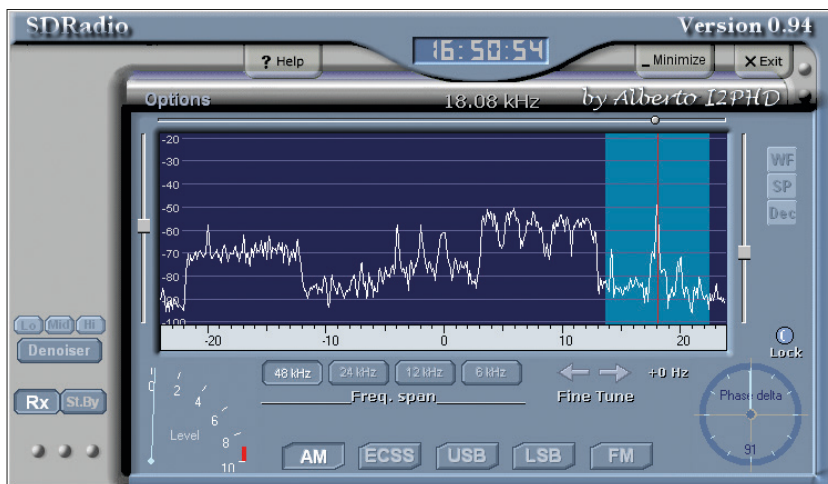 SDRadio
Version 0.94
16:50:54
? Help
Minimize
X Exit
Options
18.08 kHz
by Alberto I2PHD
-20
-30
-40
-50
-60
-70
-80
-90
-100
-20
-10
0
10
20
WF
SP
Dec
Lo
Mid
Hi
Denoiser
Lock
48 kHz
24 kHz
12 kHz
6 kHz
+0 Hz
Freq. span
Fine Tune
Rx
St.By
0
2
4
6
8
10
Level
Phase delta
91
AM
ECSS
USB
LSB
FM